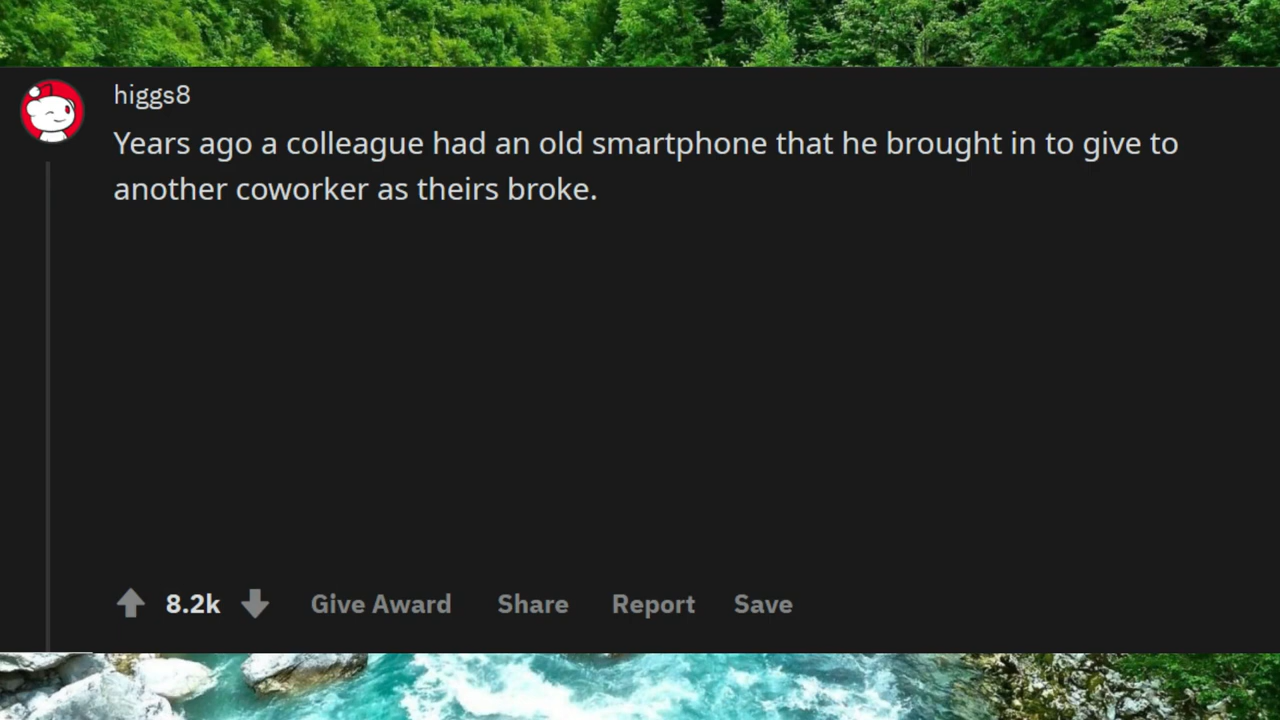 higgs8
Years ago a colleague had an old smartphone that he brought in to give to
another coworker as theirs broke.
8.2k Give Award Share Report Save